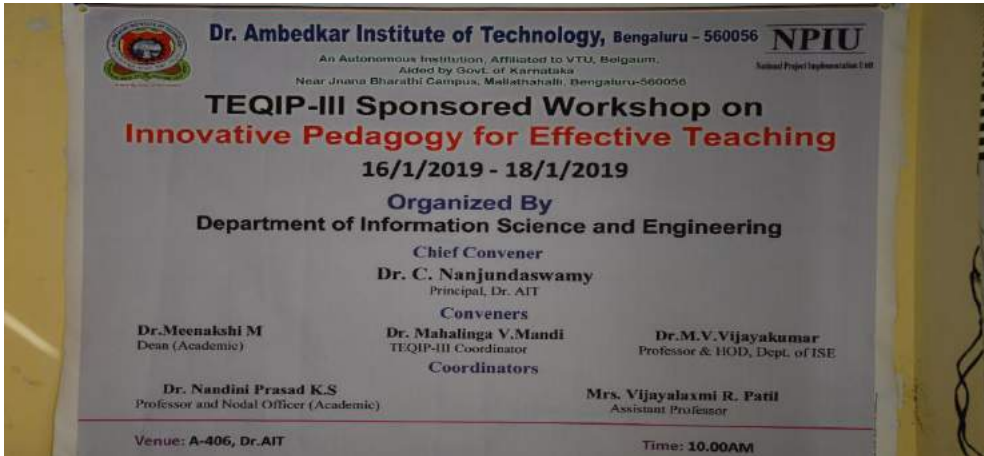 Dr. Ambedkar Institute of Technology, Bengaluru - 560056
NPIU
An Autonomous Institution, Affiliated to VTU, Belgaum,
National Project Implementation Unit
Aided by Govt. of Karnataka
Near Jnana Bharathi Campus, Mallathahalli, Bengaluru-560056
TEQIP-III Sponsored Workshop on
Innovative Pedagogy for Effective Teaching
16/1/2019 - 18/1/2019
Organized By
Department of Information Science and Engineering
Chief Convener
Dr. C. Nanjundaswamy
Principal, Dr. AIT
Conveners
Dr.Meenakshi M
Dean (Academic)
Dr. Mahalinga V.Mandi
TEQIP-III Coordinator
Dr.M.V.Vijayakumar
Professor & HOD, Dept. of ISE
Coordinators
Dr. Nandini Prasad K.S
Professor and Nodal Officer (Academic)
Mrs. Vijayalaxmi R. Patil
Assistant Professor
Venue: A-406, Dr.AIT
Time: 10.00AM